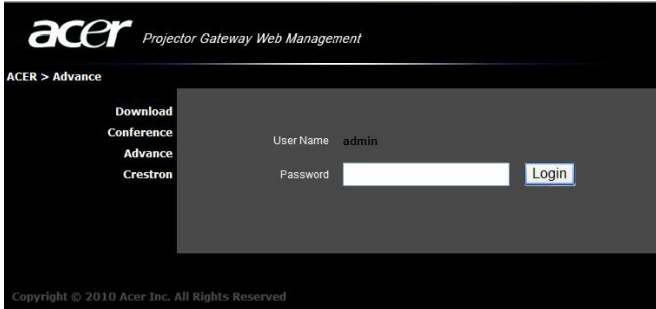 acer Projector Gateway Web Management
ACER > Advance
Download
Conference
Advance
Crestron
User Name admin
Password Login
Copyright © 2010 Acer Inc. All Rights Reserved